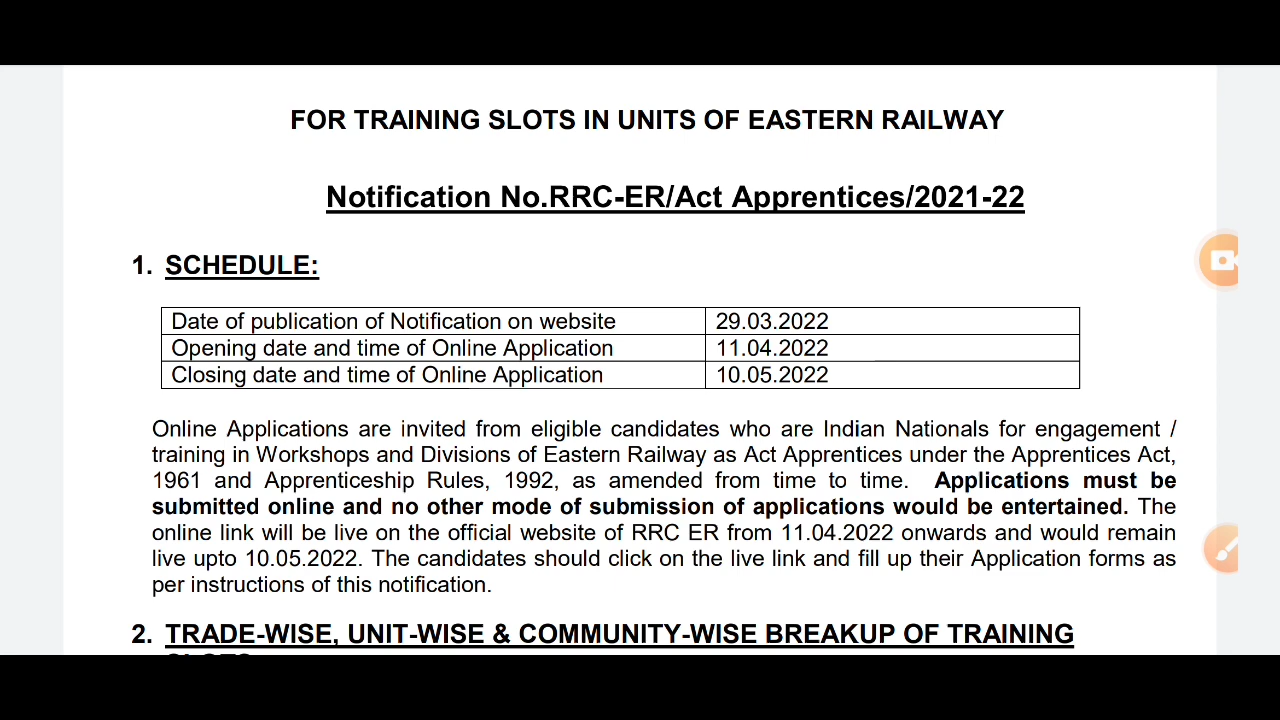 FOR TRAINING SLOTS IN UNITS OF EASTERN RAILWAY
Notification No.RRC-ER/Act Apprentices/2021-22
1. SCHEDULE:
Date of publication of Notification on website 29.03.2022
Opening date and time of Online Application 11.04.2022
Closing date and time of Online Application 10.05.2022
Online Applications are invited from eligible candidates who are Indian Nationals for engagement /
training in Workshops and Divisions of Eastern Railway as Act Apprentices under the Apprentices Act,
1961 and Apprenticeship Rules, 1992, as amended from time to time. Applications must be
submitted online and no other mode of submission of applications would be entertained. The
online link will be live on the official website of RRC ER from 11.04.2022 onwards and would remain
live upto 10.05.2022. The candidates should click on the live link and fill up their Application forms as
per instructions of this notification.
2. TRADE-WISE, UNIT-WISE & COMMUNITY-WISE BREAKUP OF TRAINING